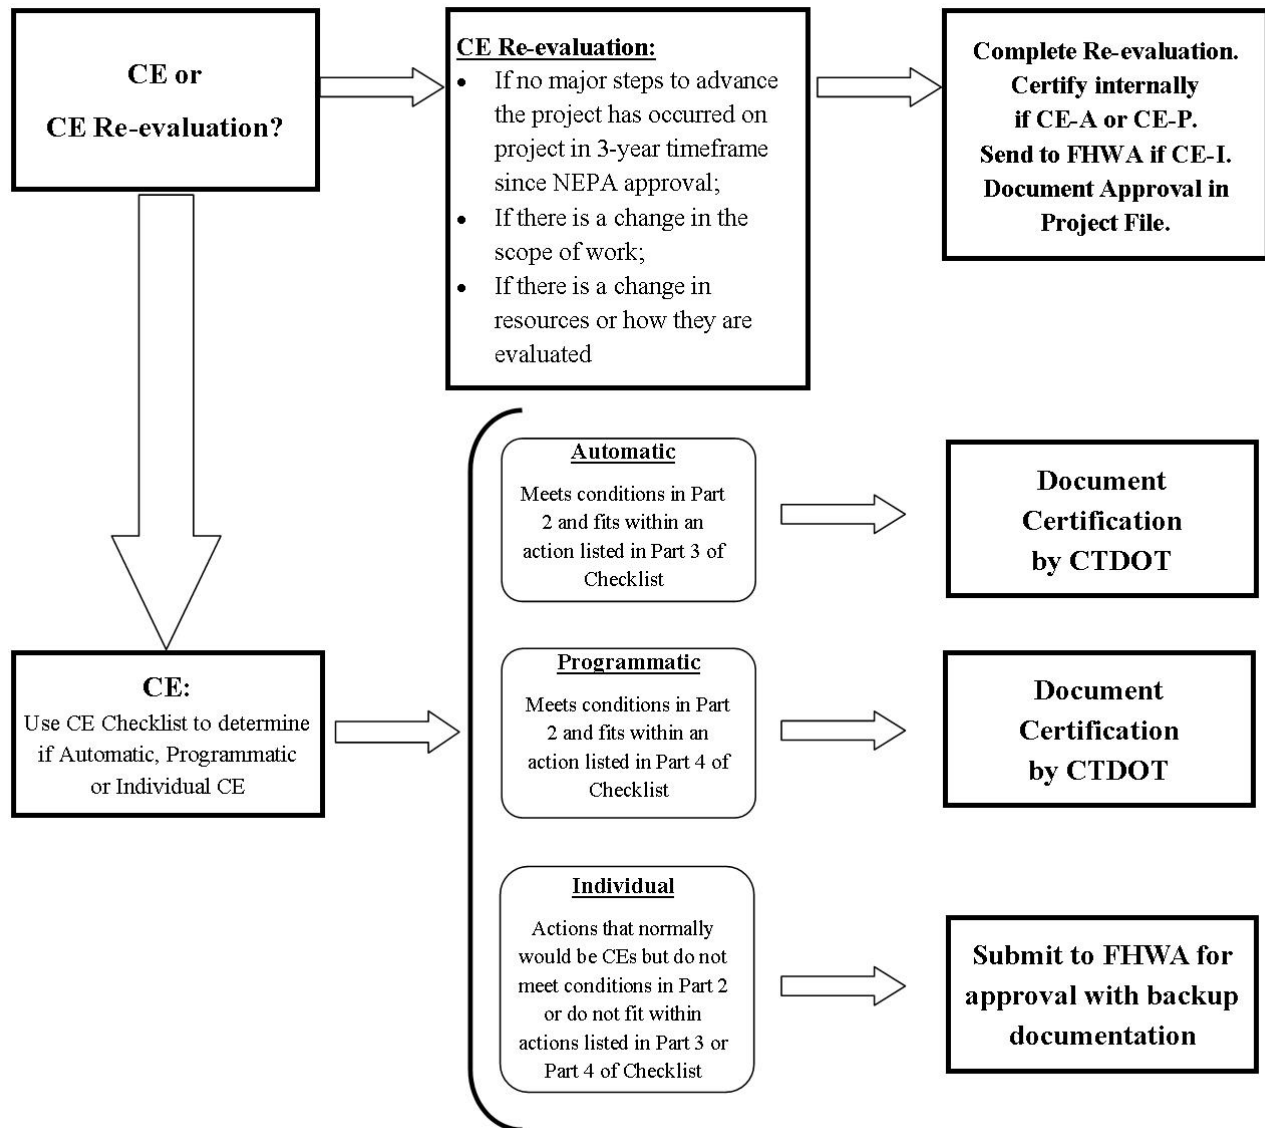 CE or
CE Re-evaluation?
CE Re-evaluation:
• If no major steps to advance
the project has occurred on
project in 3-year timeframe
since NEPA approval;
• If there is a change in the
scope of work;
• If there is a change in
resources or how they are
evaluated
Complete Re-evaluation.
Certify internally
if CE-A or CE-P.
Send to FHWA if CE-I.
Document Approval in
Project File.
CE:
Use CE Checklist to determine
if Automatic, Programmatic
or Individual CE
Automatic
Meets conditions in Part
2 and fits within an
action listed in Part 3 of
Checklist
Document
Certification
by CTDOT
Programmatic
Meets conditions in Part
2 and fits within an
action listed in Part 4 of
Checklist
Document
Certification
by CTDOT
Individual
Actions that normally
would be CEs but do not
meet conditions in Part 2
or do not fit within
actions listed in Part 3 or
Part 4 of Checklist
Submit to FHWA for
approval with backup
documentation